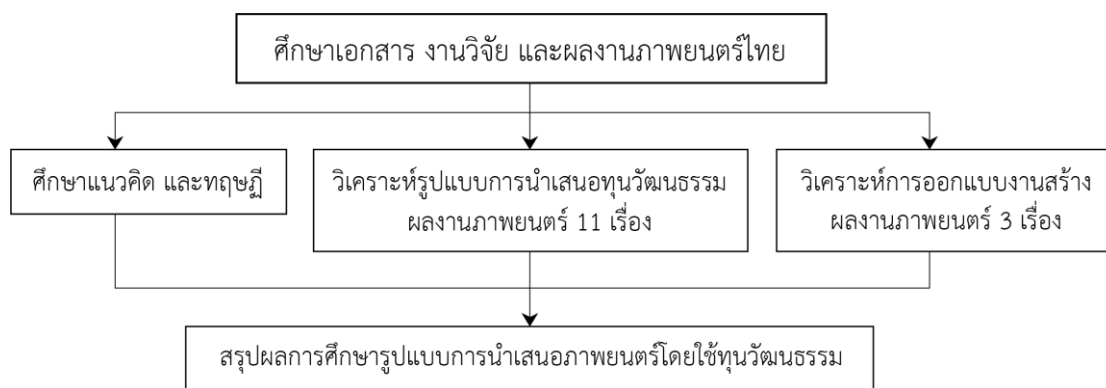 ศึกษาเอกสาร งานวิจัย และผลงานภาพยนตร์ไทย
ศึกษาแนวคิด และทฤษฏี
วิเคราะห์รูปแบบการนำเสนอทุนวัฒนธรรม
ผลงานภาพยนตร์ 11 เรื่อง
วิเคราะห์การออกแบบงานสร้าง
ผลงานภาพยนตร์ 3 เรื่อง
สรุปผลการศึกษารูปแบบการนำเสนอภาพยนตร์โดยใช้ทุนวัฒนธรรม